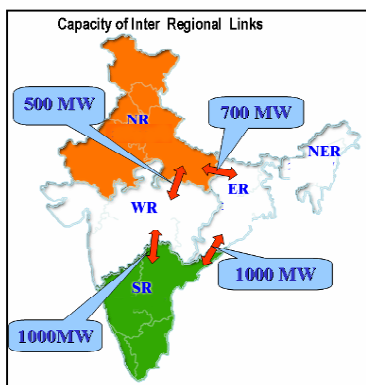 Capacity of Inter Regional Links
500 MW
NR
700 MW
NER
ER
WR
SR
1000 MW
1000MW